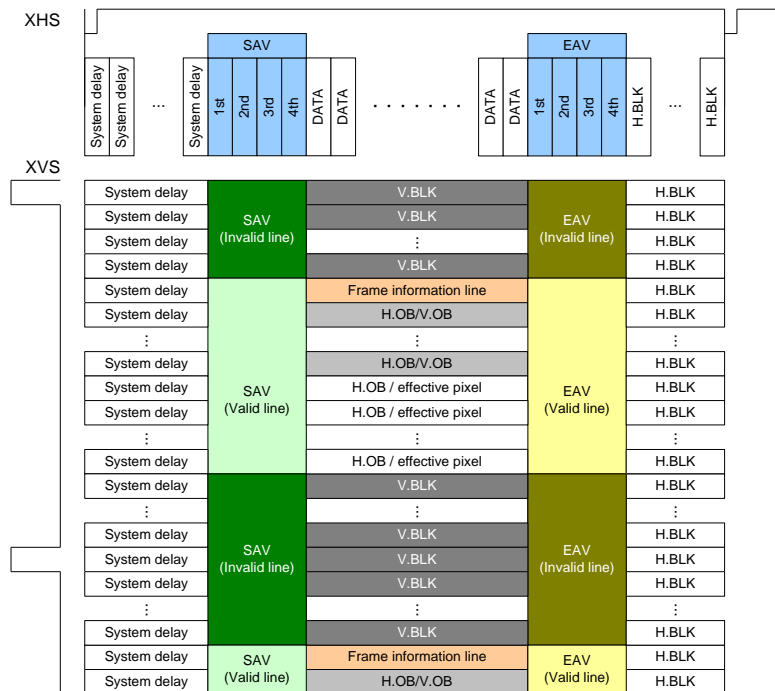 XHS
SAV
EAV
System delay
System delay
...
System delay
1st
2nd
3rd
4th
DATA
DATA
. . . . . . .
DATA
DATA
1st
2nd
3rd
4th
H.BLK
...
H.BLK
XVS
System delay
V.BLK
H.BLK
System delay
SAV
(Invalid line)
V.BLK
EAV
(Invalid line)
H.BLK
System delay
...
H.BLK
System delay
V.BLK
H.BLK
System delay
Frame information line
H.BLK
System delay
H.OB/V.OB
H.BLK
...
...
...
System delay
H.OB/V.OB
H.BLK
System delay
SAV
(Valid line)
H.OB / effective pixel
EAV
(Valid line)
H.BLK
System delay
H.OB / effective pixel
H.BLK
...
...
...
System delay
H.OB / effective pixel
H.BLK
System delay
V.BLK
H.BLK
...
...
...
System delay
V.BLK
H.BLK
System delay
SAV
(Invalid line)
V.BLK
EAV
(Invalid line)
H.BLK
System delay
V.BLK
H.BLK
...
...
...
System delay
V.BLK
H.BLK
System delay
SAV
(Valid line)
Frame information line
EAV
(Valid line)
H.BLK
System delay
H.OB/V.OB
H.BLK